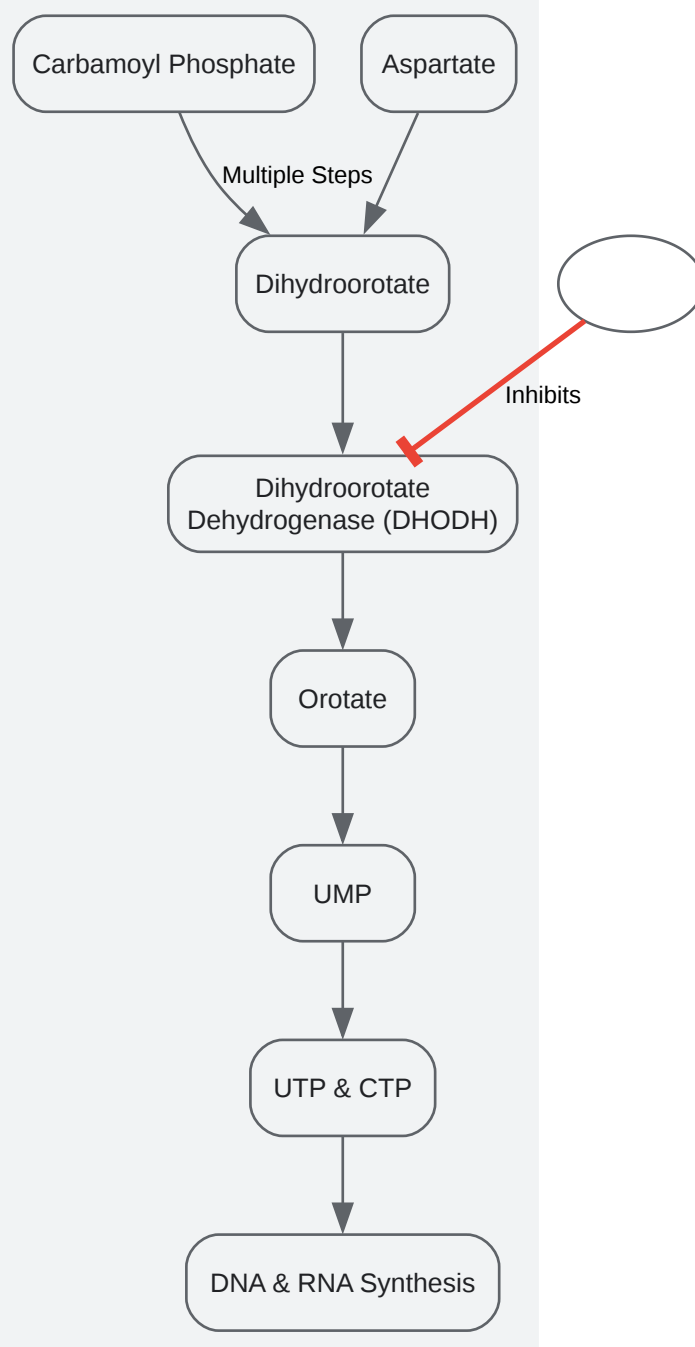 Carbamoyl Phosphate
Aspartate
Multiple Steps
Dihydroorotate
Inhibits
Dihydroorotate
Dehydrogenase (DHODH)
Orotate
UMP
UTP & CTP
DNA & RNA Synthesis